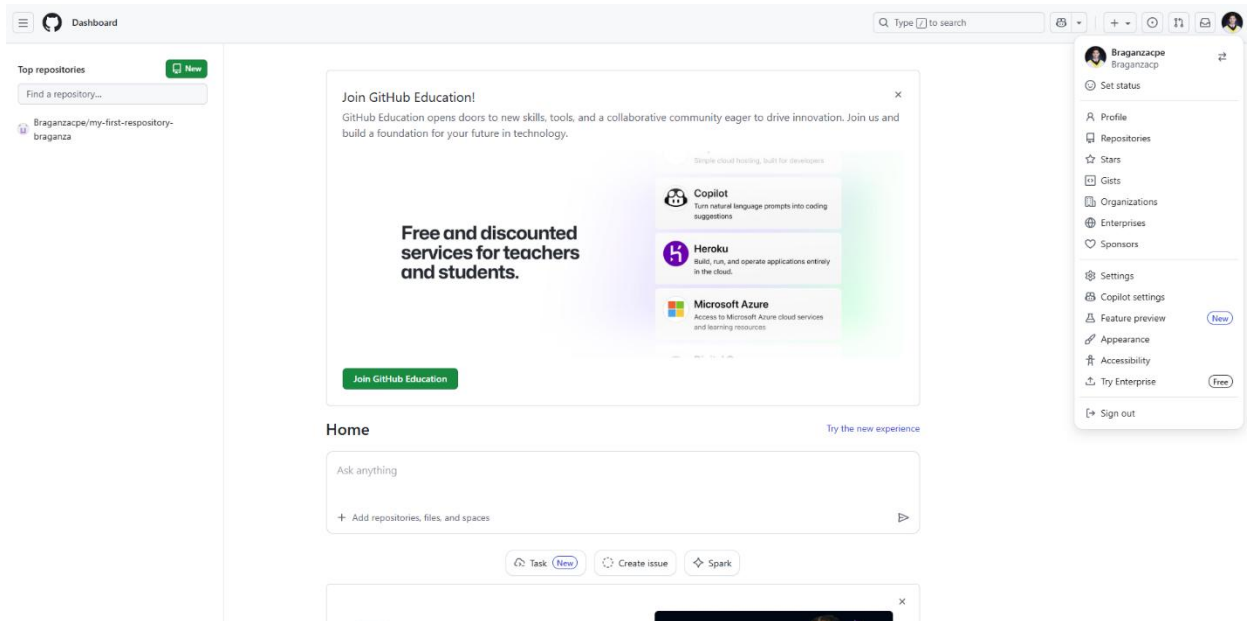 Dashboard
Type / to search
Top repositories
New
Find a repository...
Braganzacpe/my-first-respository-
braganza
Join GitHub Education!
GitHub Education opens doors to new skills, tools, and a collaborative community eager to drive innovation. Join us and
build a foundation for your future in technology.
Free and discounted
services for teachers
and students.
Simple cloud hosting, built for developers
Copilot
Turn natural language prompts into coding
suggestions
Heroku
Build, run, and operate applications entirely
in the cloud.
Microsoft Azure
Access to Microsoft Azure cloud services
and learning resources
Join GitHub Education
Home
Try the new experience
Ask anything
Add repositories, files, and spaces
Task New
Create issue
Spark
Braganzacpe
Braganzacp
Set status
Profile
Repositories
Stars
Gists
Organizations
Enterprises
Sponsors
Settings
Copilot settings
Feature preview New
Appearance
Accessibility
Try Enterprise Free
Sign out